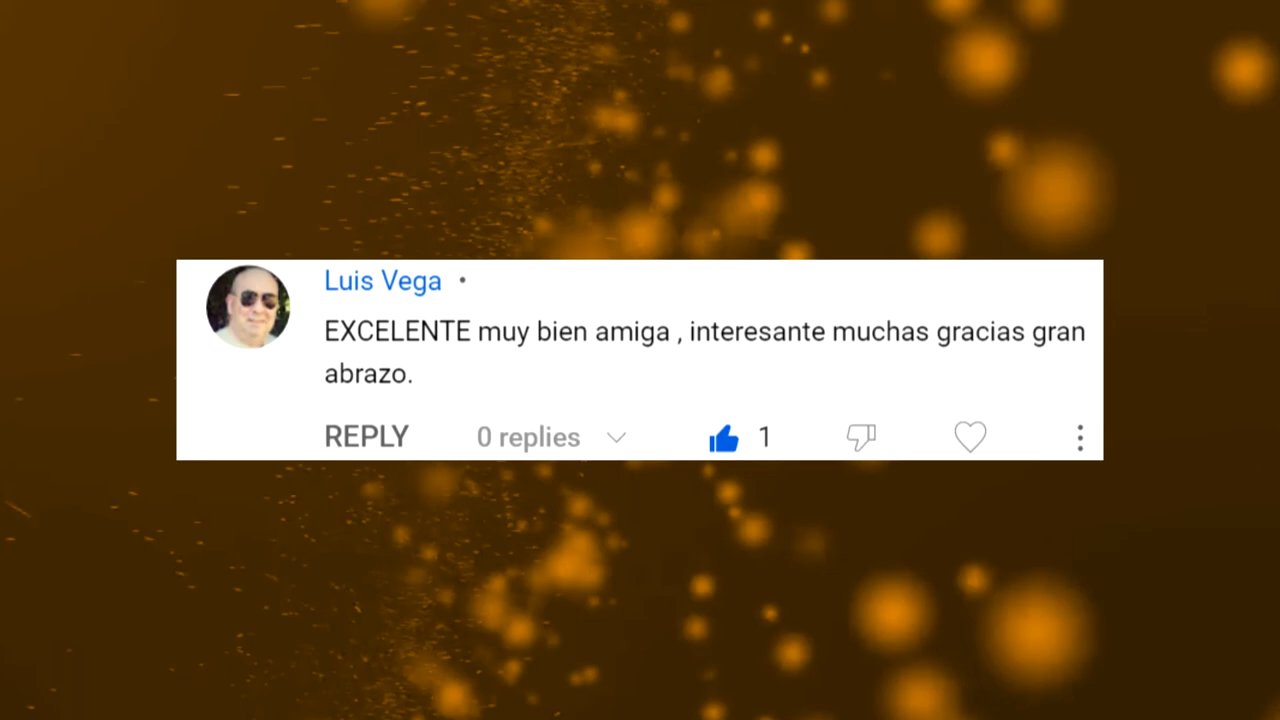 Luis Vega •
EXCELENTE muy bien amiga , interesante muchas gracias gran
abrazo.
REPLY 0 replies 1